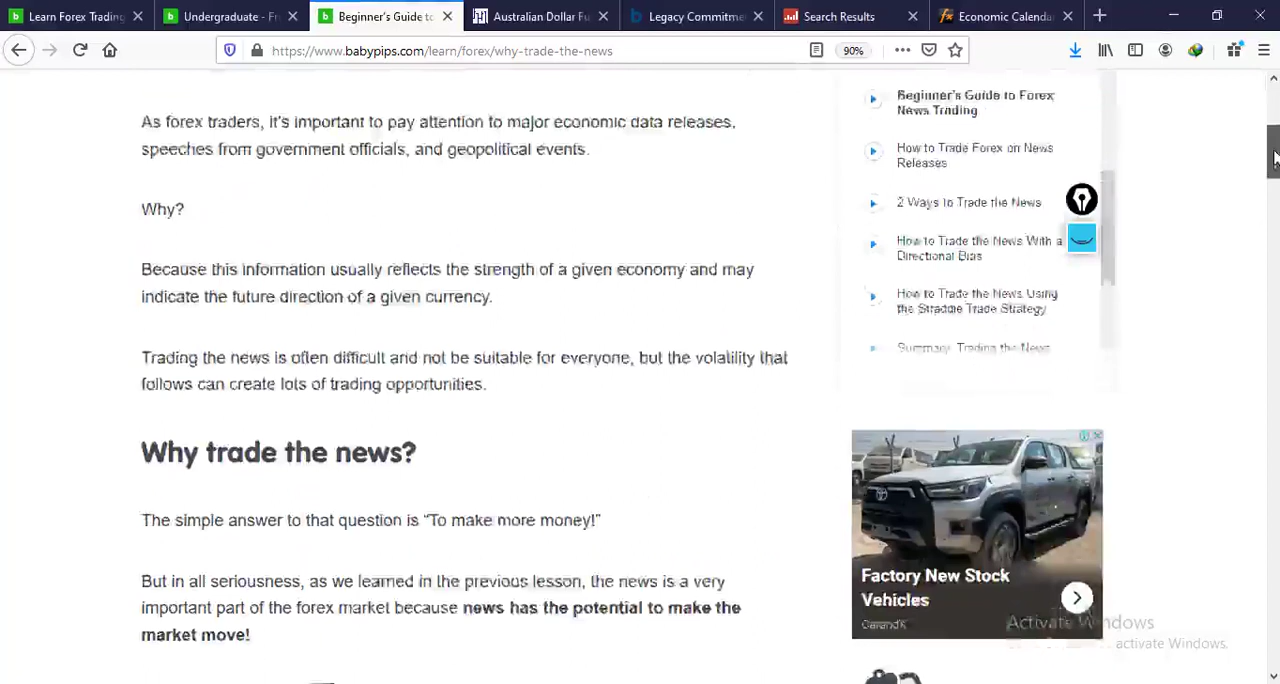 Learn Forex Trading
Undergraduate - Fr
Beginner's Guide to
Australian Dollar Fu
Legacy Commitme
Search Results
Economic Calenda
https://www.babypips.com/learn/forex/why-trade-the-news
90%
As forex traders, it's important to pay attention to major economic data releases,
speeches from government officials, and geopolitical events.
Why?
Because this information usually reflects the strength of a given economy and may
indicate the future direction of a given currency.
Trading the news is often difficult and not be suitable for everyone, but the volatility that
follows can create lots of trading opportunities.
Why trade the news?
The simple answer to that question is “To make more money!”
But in all seriousness, as we learned in the previous lesson, the news is a very
important part of the forex market because news has the potential to make the
market move!
Beginner's Guide to Forex
News Trading
How to Trade Forex on News
Releases
2 Ways to Trade the News
How to Trade the News With a
Directional Bias
How to Trade the News Using
the Straddle Trade Strategy
Summary: Trading the News
Factory New Stock
Vehicles
Activate Windows
activate Windows.